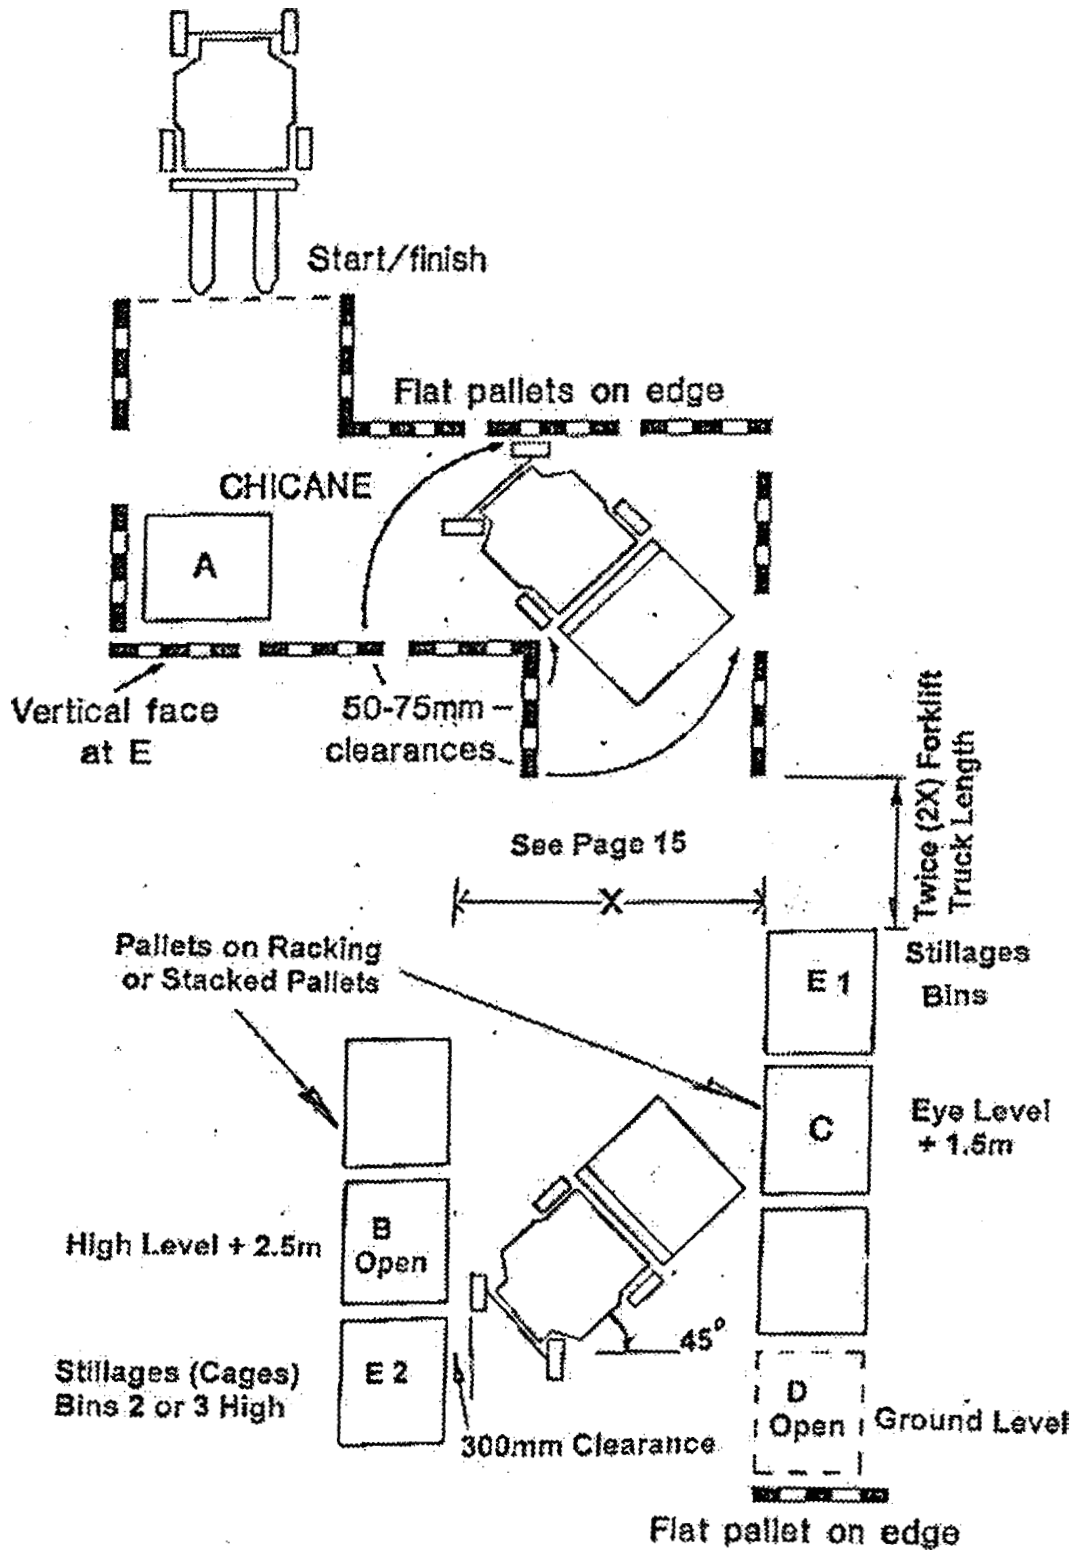 Start/finish
Flat pallets on edge
CHICANE
A
Vertical face
at E
50-75mm
clearances
Twice (2X) Forklift
Truck Length
See Page 15
X
Pallets on Racking
or Stacked Pallets
E 1
Stillages
Bins
C
Eye Level
+ 1.5m
High Level + 2.5m
B
Open
45°
Stillages (Cages)
Bins 2 or 3 High
E 2
300mm Clearance
D
Open
Ground Level
Flat pallet on edge